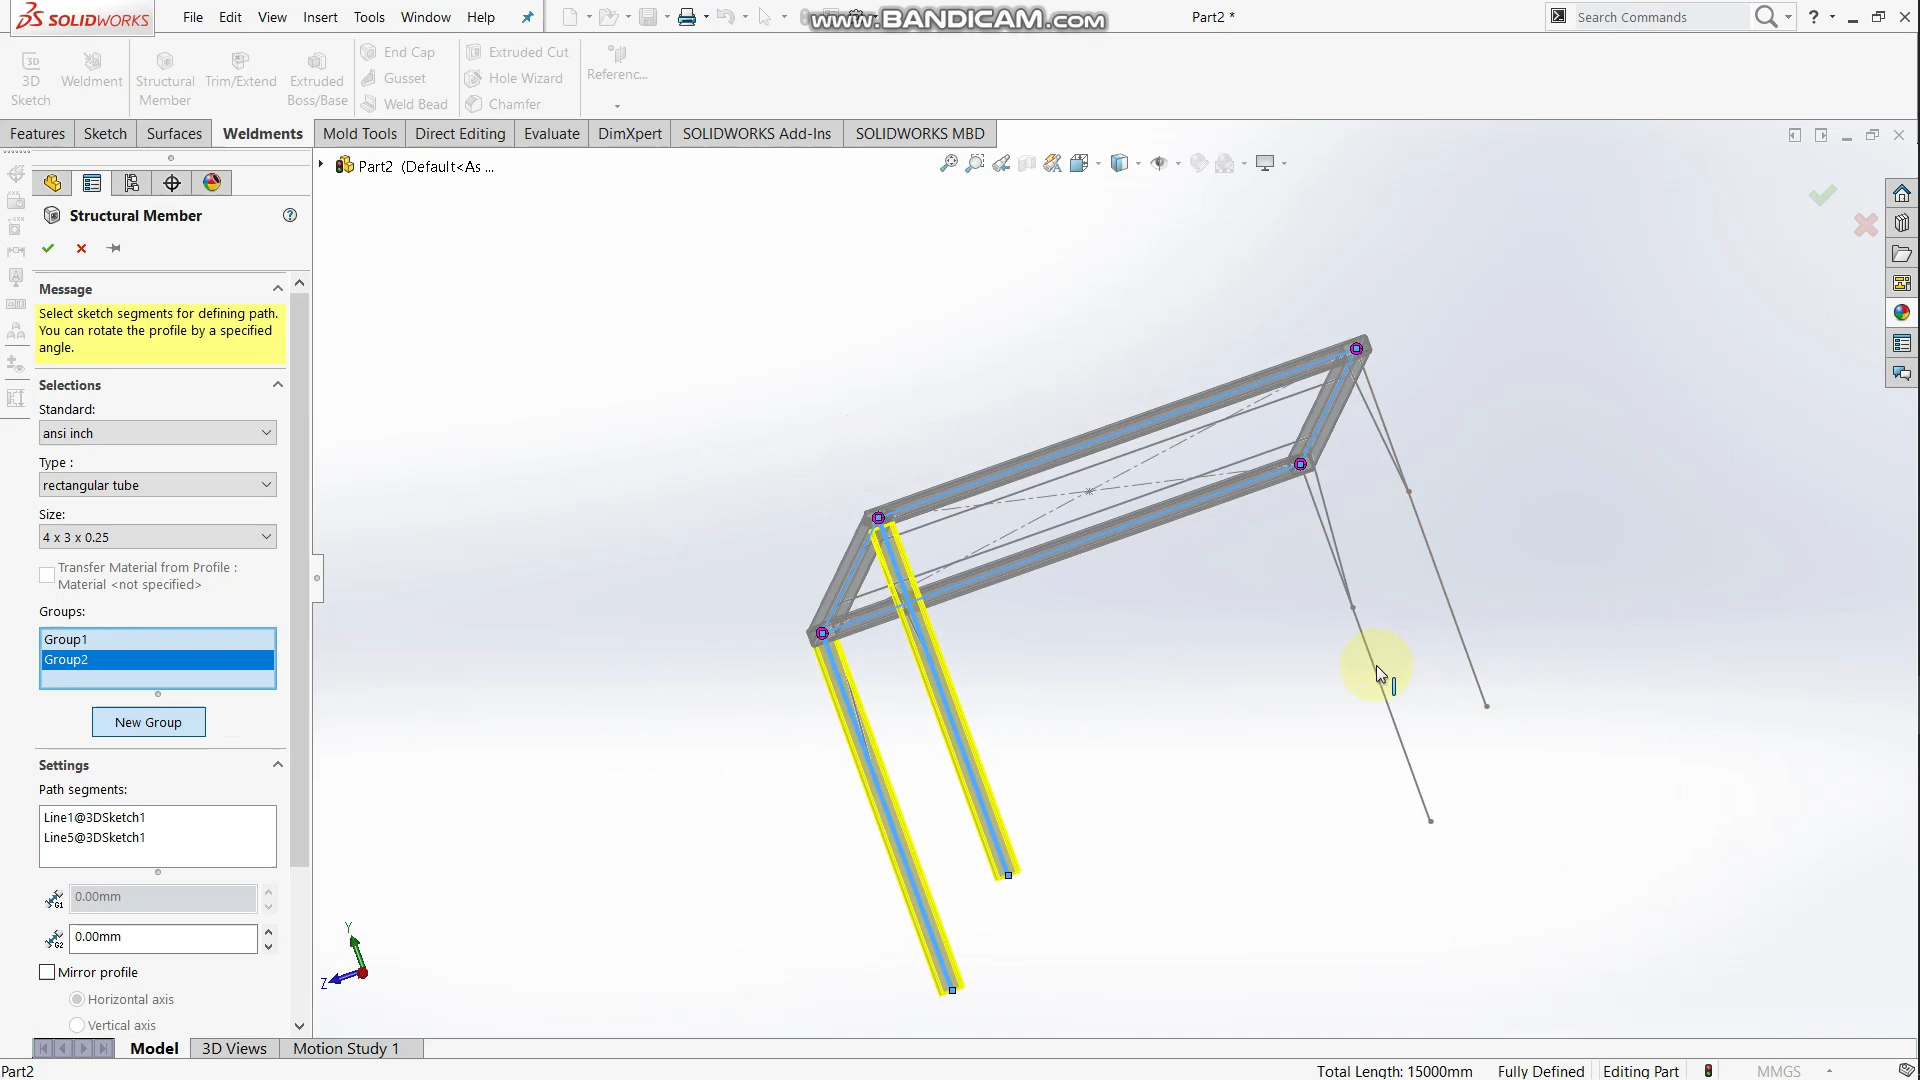 SOLIDWORKS
File Edit View Insert Tools Window Help
www.BANDICAM.com
Part2 *
Search Commands
3D Sketch
Weldment
Structural Member
Trim/Extend
Extruded Boss/Base
End Cap
Gusset
Weld Bead
Extruded Cut
Hole Wizard
Chamfer
Referenc...
Features Sketch Surfaces Weldments Mold Tools Direct Editing Evaluate DimXpert SOLIDWORKS Add-Ins SOLIDWORKS MBD
Part2 (Default<As ...
Structural Member
Message
Select sketch segments for defining path.
You can rotate the profile by a specified
angle.
Selections
Standard:
ansi inch
Type :
rectangular tube
Size:
4 x 3 x 0.25
Transfer Material from Profile :
Material <not specified>
Groups:
Group1
Group2
New Group
Settings
Path segments:
Line1@3DSketch1
Line5@3DSketch1
G1
0.00mm
G2
0.00mm
Mirror profile
Horizontal axis
Vertical axis
Y
Z
Model 3D Views Motion Study 1
Part2
Total Length: 15000mm Fully Defined Editing Part MMGS